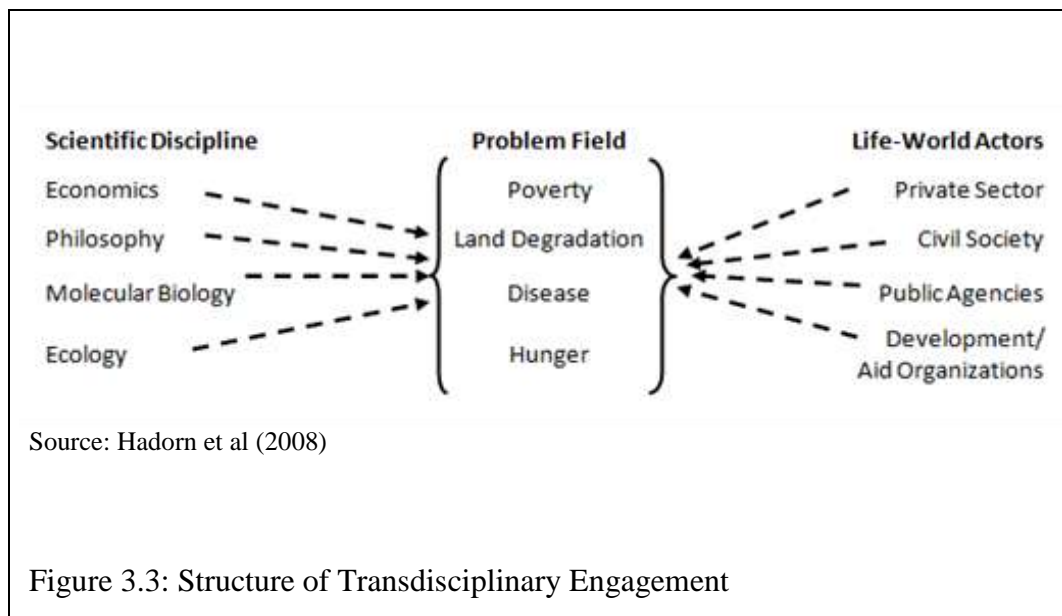 Scientific Discipline
Problem Field
Life-World Actors
Economics
Poverty
Private Sector
Philosophy
Land Degradation
Civil Society
Molecular Biology
Disease
Public Agencies
Ecology
Hunger
Development/
Aid Organizations
Source: Hadorn et al (2008)
Figure 3.3: Structure of Transdisciplinary Engagement